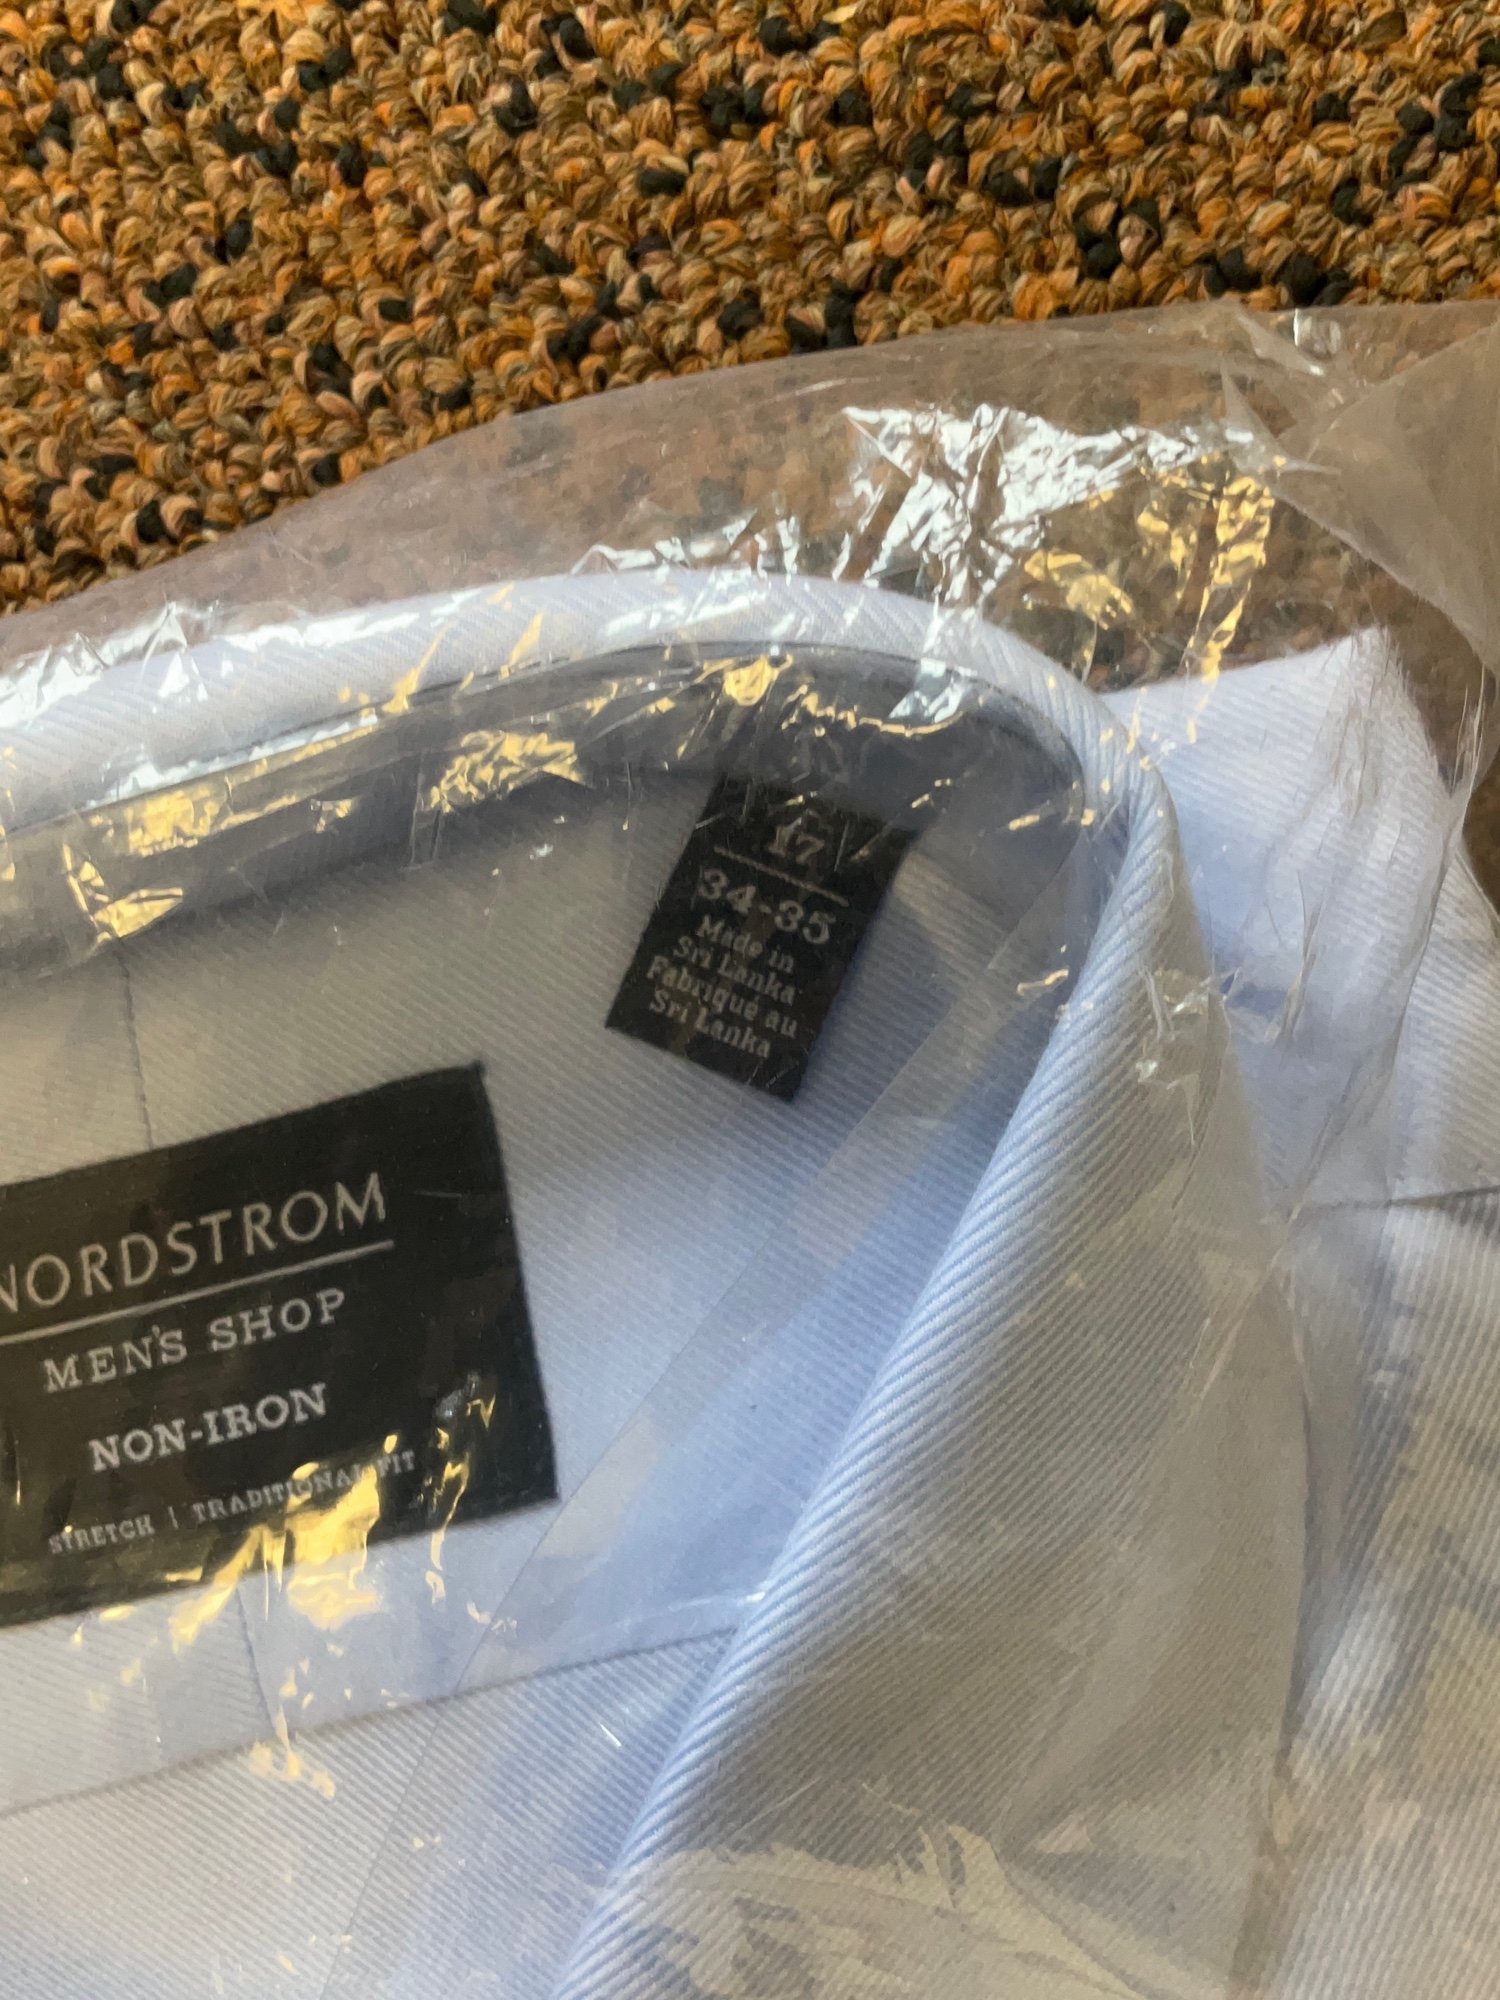 17
34-35
Made in
Sri Lanka
Fabriqué au
Sri Lanka
NORDSTROM
MEN'S SHOP
NON-IRON
STRETCH | TRADITIONAL FIT